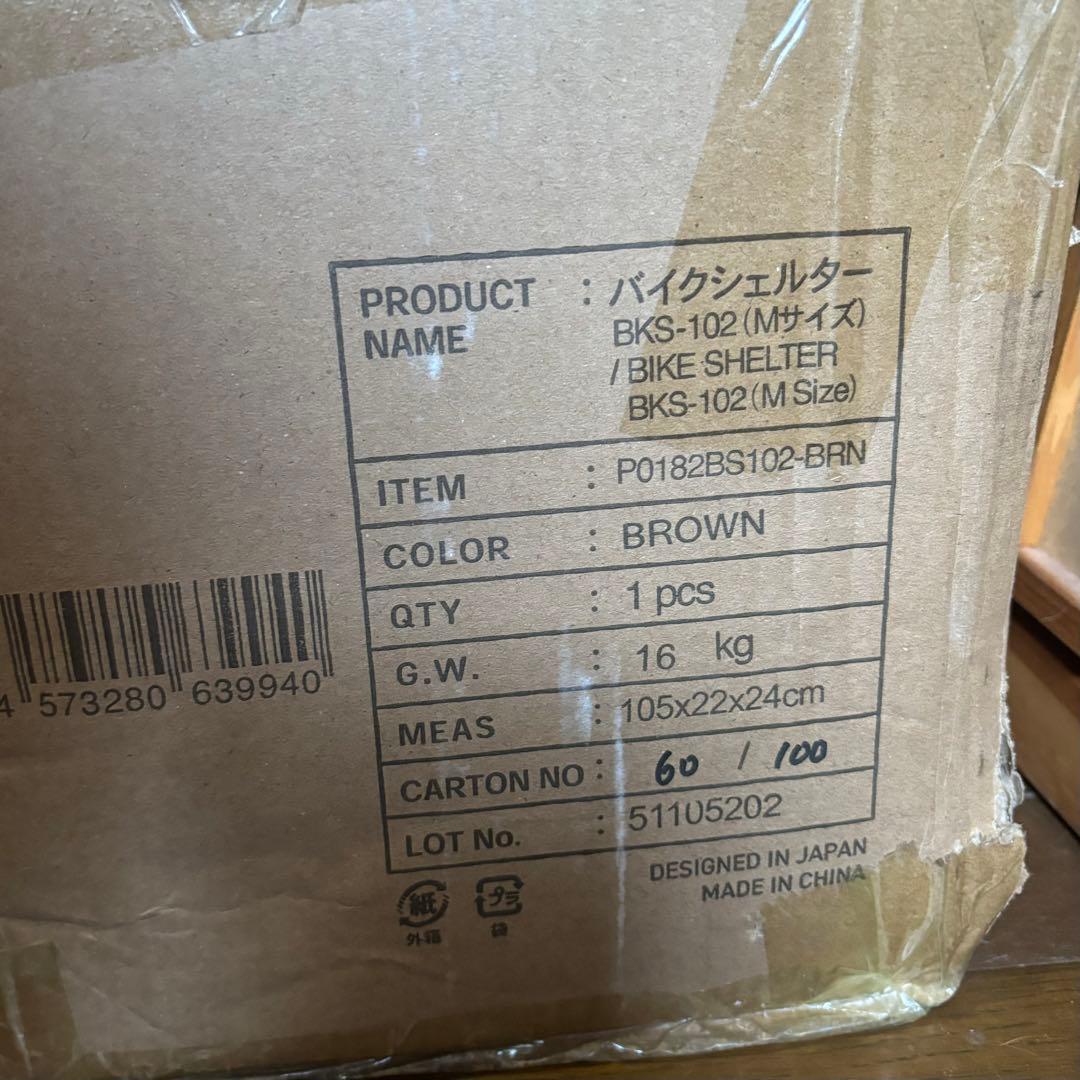 PRODUCT NAME : バイクシェルター
BKS-102(Mサイズ)
/ BIKE SHELTER
BKS-102(M Size)
ITEM : P0182BS102-BRN
COLOR : BROWN
QTY : 1 pcs
G.W. : 16 kg
MEAS : 105x22x24cm
CARTON NO : 60 / 100
LOT No. : 51105202
4 573280 639940
DESIGNED IN JAPAN
MADE IN CHINA
紙 プラ
外箱 袋